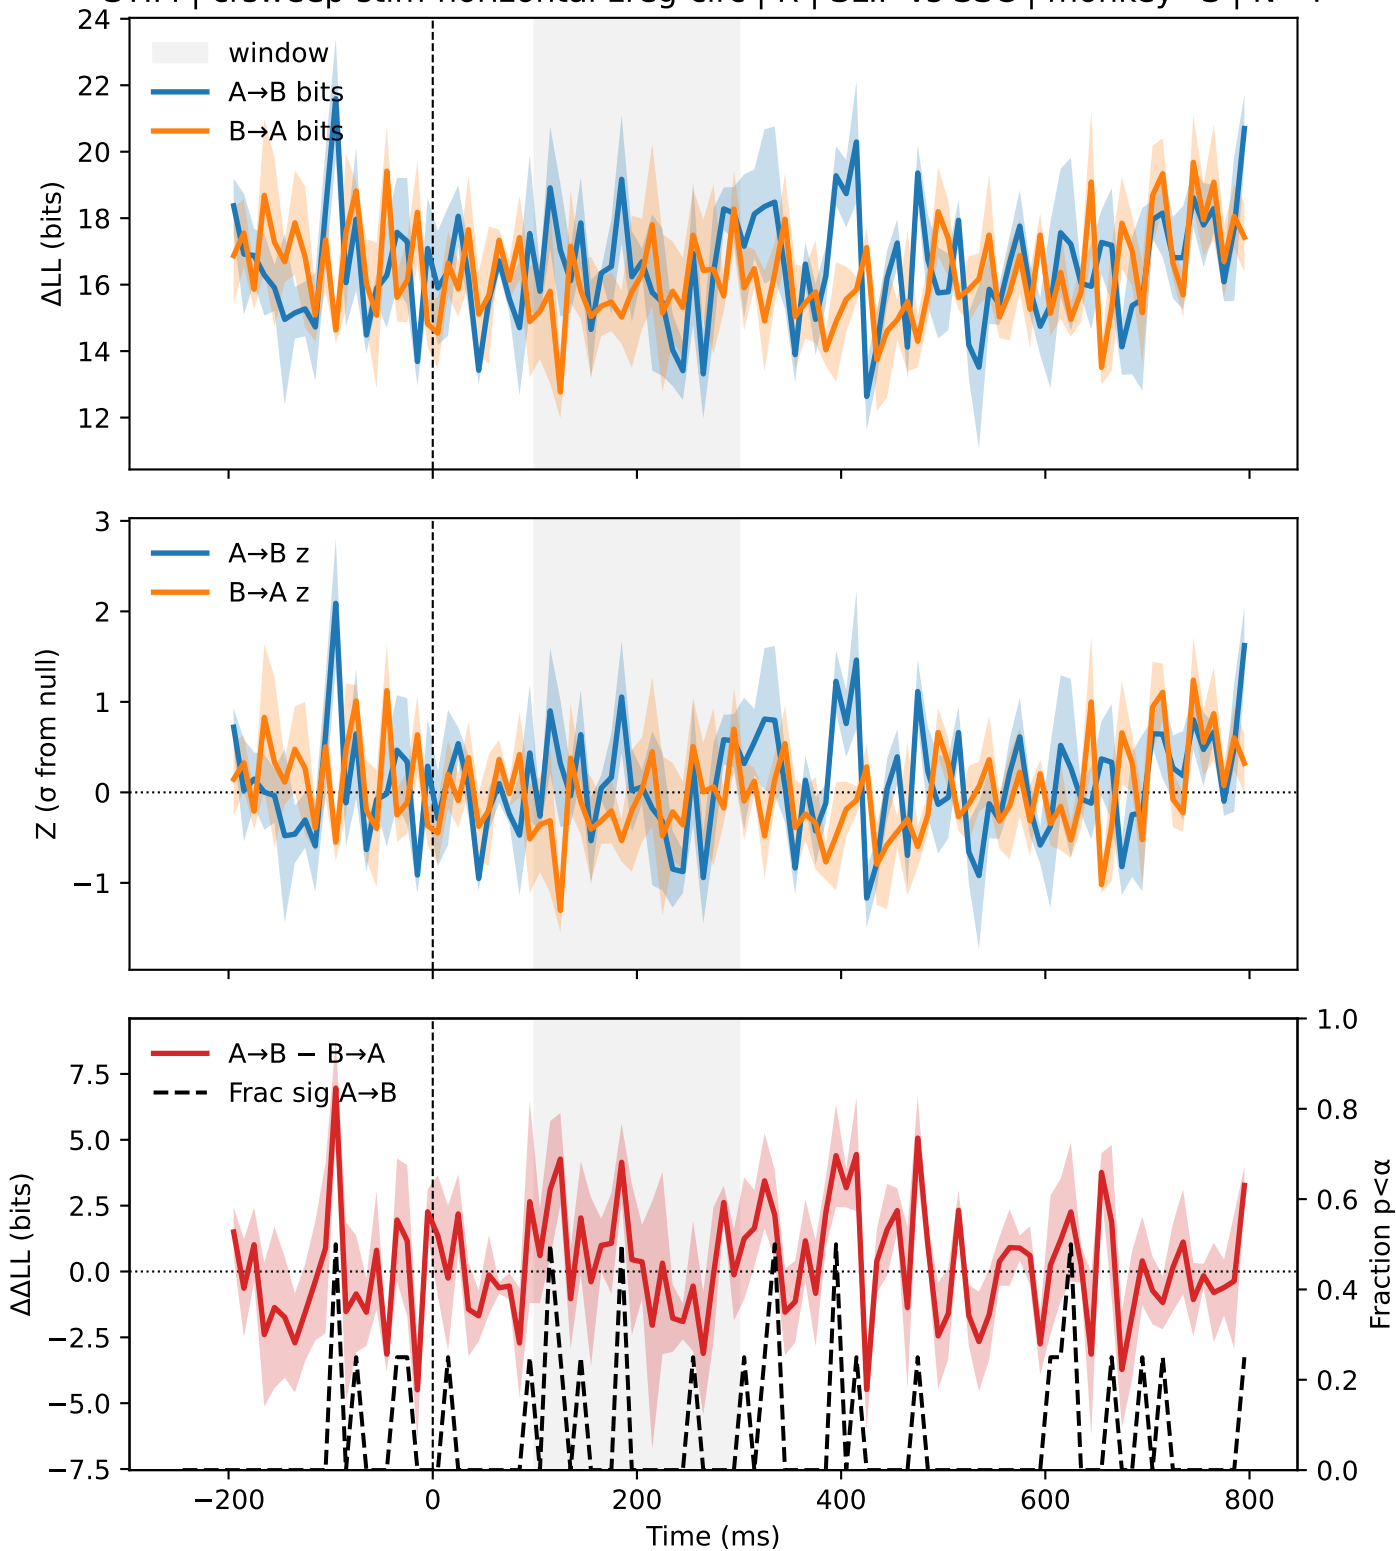 24
22
20
18
16
14
12
ΔLL (bits)
window
A→B bits
B→A bits
3
2
1
0
−1
Z (σ from null)
A→B z
B→A z
7.5
5.0
2.5
0.0
−2.5
−5.0
−7.5
ΔΔLL (bits)
A→B − B→A
Frac sig A→B
1.0
0.8
0.6
0.4
0.2
0.0
Fraction p<α
−200 0 200 400 600 800
Time (ms)